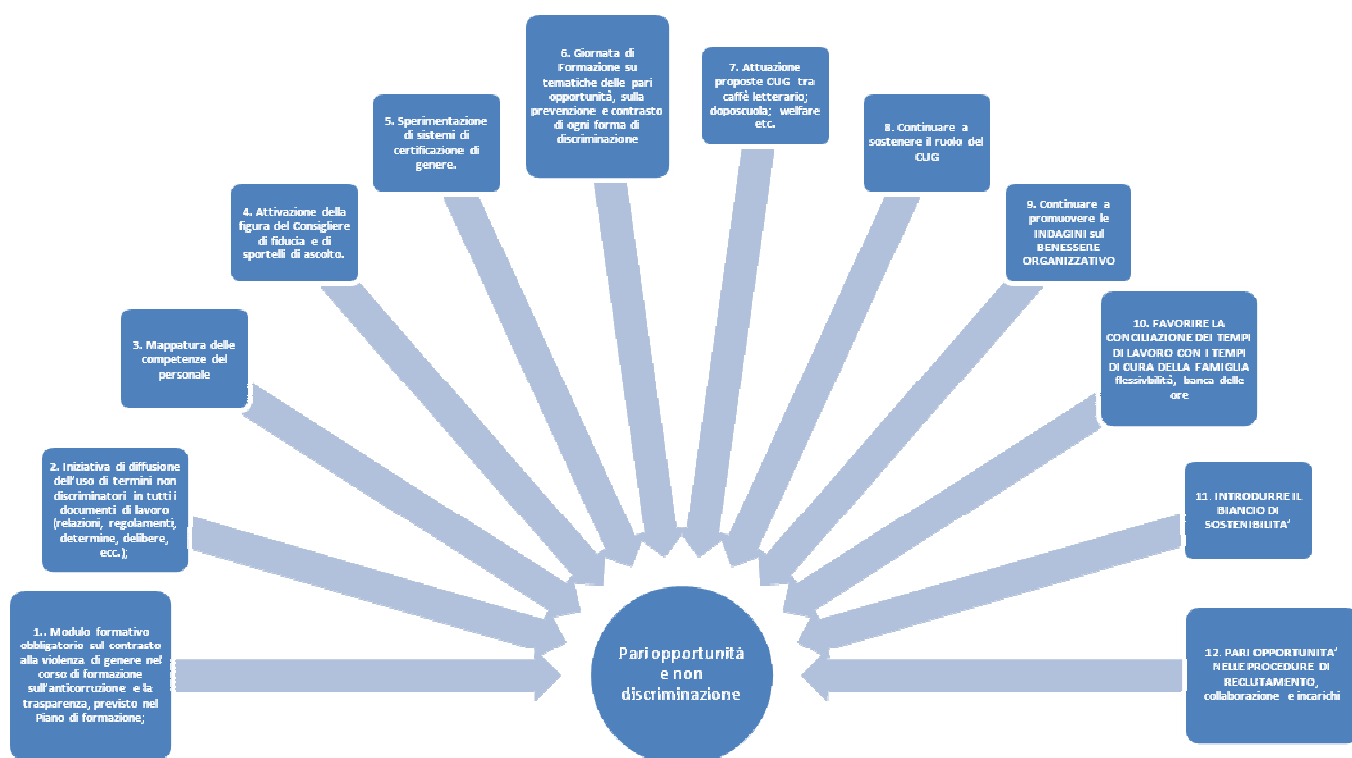 6. Giornata di
Formazione su
tematiche delle pari
opportunità, sulla
prevenzione e contrasto
di ogni forma di
discriminazione
7. Attuazione
proposte CUG tra
caffè letterario;
doposcuola; welfare
etc.
5. Sperimentazione
di sistemi di
certificazione di
genere.
8. Continuare a
sostenere il ruolo del
CUG
4. Attivazione della
figura del Consigliere
di fiducia e di
sportelli di ascolto.
9. Continuare a
promuovere le
INDAGINI sul
BENESSERE
ORGANIZZATIVO
3. Mappatura delle
competenze del
personale
10. FAVORIRE LA
CONCILIAZIONE DEI TEMPI
DI LAVORO CON I TEMPI
DI CURA DELLA FAMIGLIA
flessivbilità, banca delle
ore
2. Iniziativa di diffusione
dell'uso di termini non
discriminatori in tutti i
documenti di lavoro
(relazioni, regolamenti,
determine, delibere,
ecc.);
11. INTRODURRE IL
BIANCIO DI
SOSTENIBILITA'
1.. Modulo formativo
obbligatorio sul contrasto
alla violenza di genere nel
corso di formazione
sull'anticorruzione e la
trasparenza, previsto nel
Piano di formazione;
12. PARI OPPORTUNITA'
NELLE PROCEDURE DI
RECLUTAMENTO,
collaborazione e incarichi
Pari opportunità
e non
discriminazione